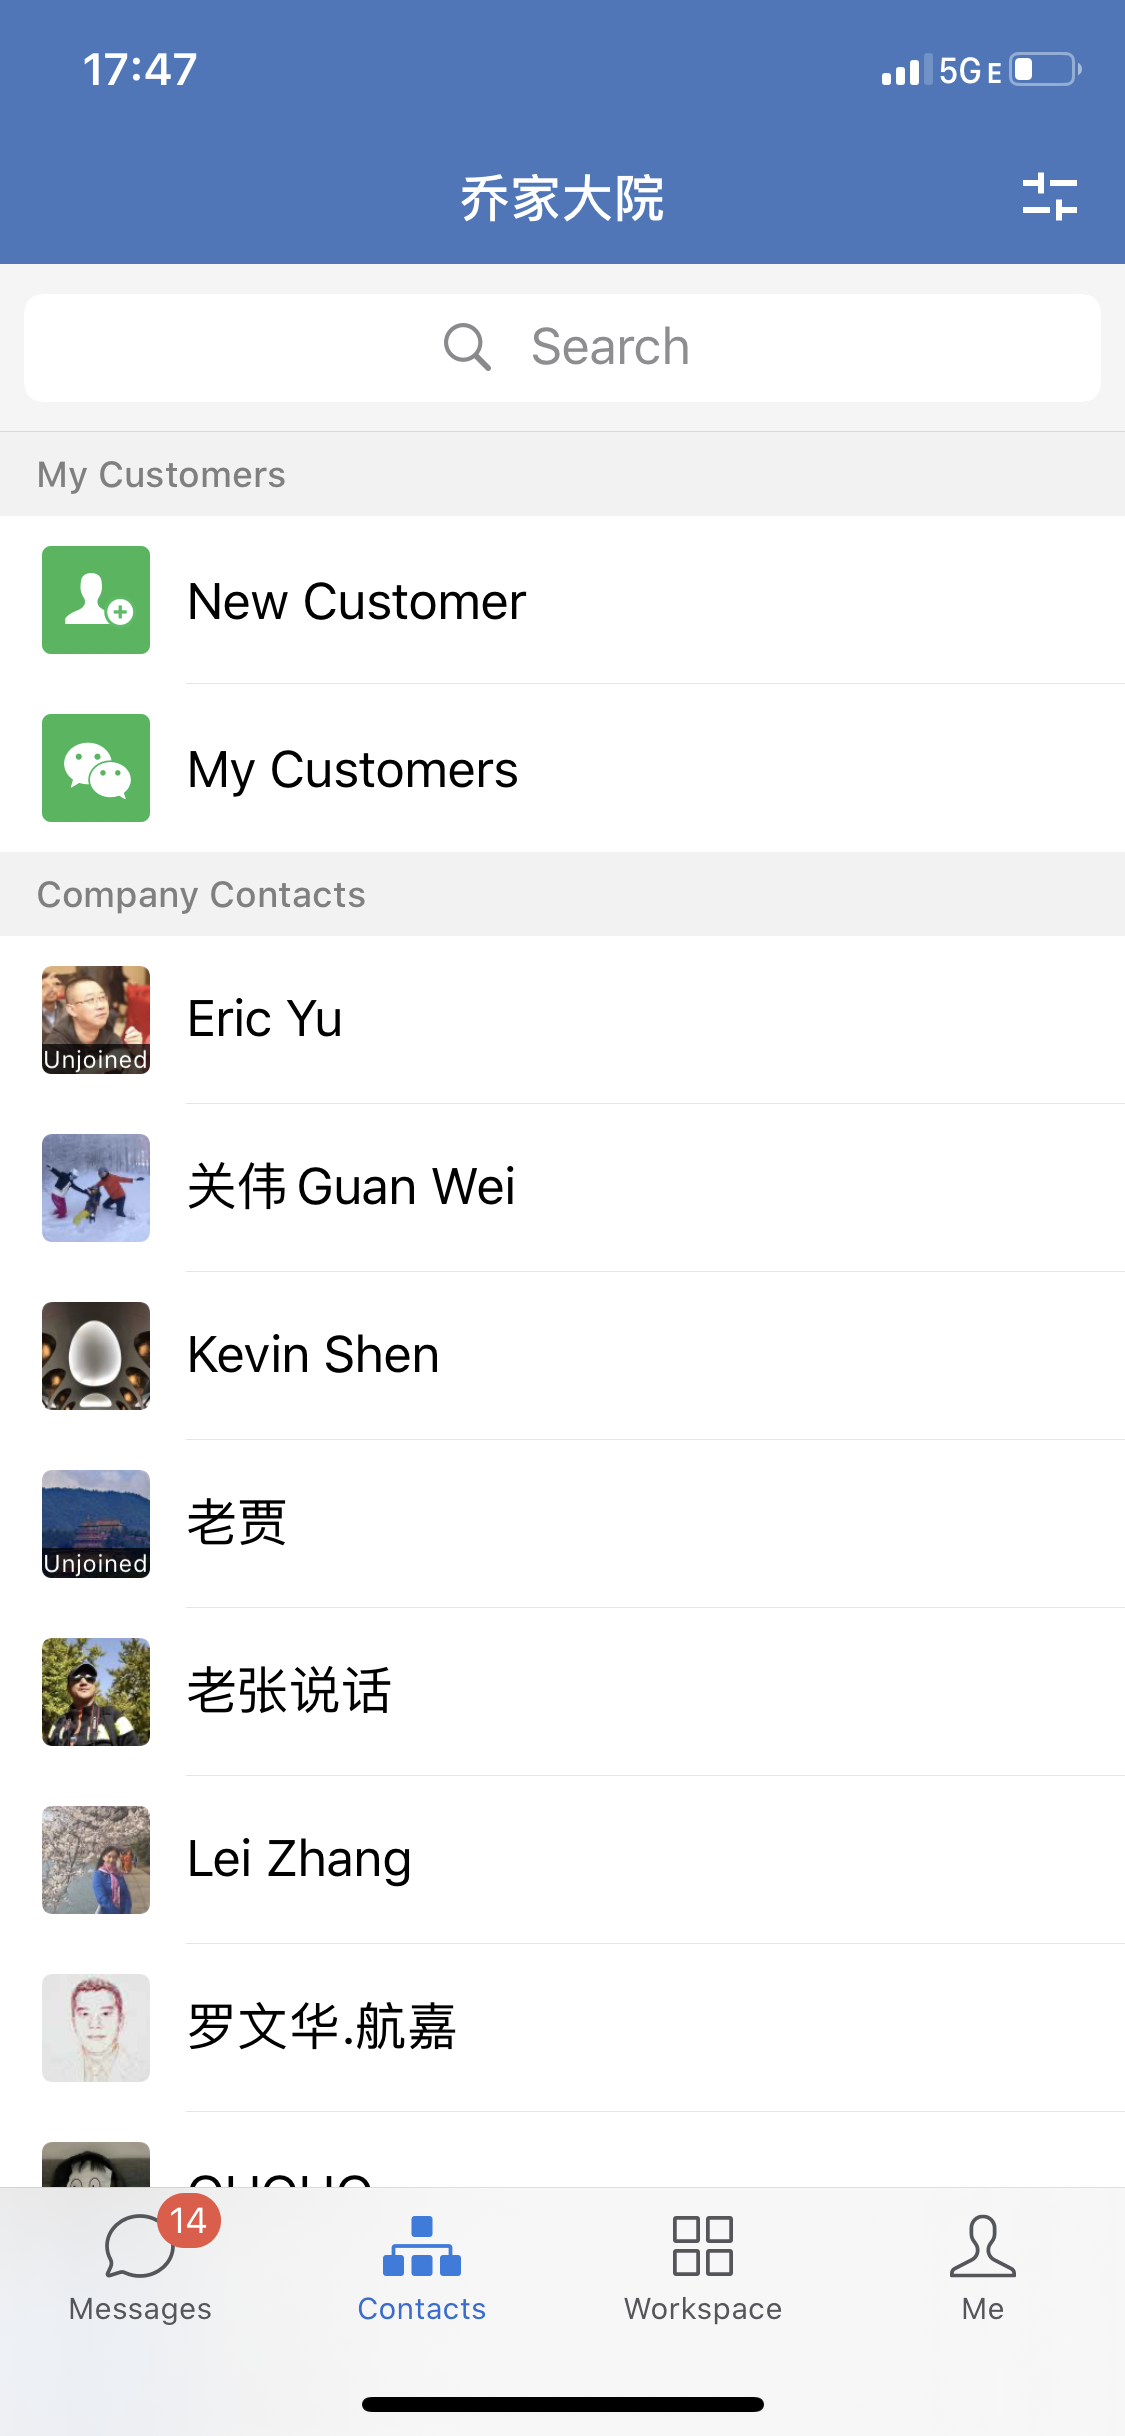 17:47
5G E
乔家大院
Search
My Customers
New Customer
My Customers
Company Contacts
Eric Yu
Unjoined
关伟 Guan Wei
Kevin Shen
老贾
Unjoined
老张说话
Lei Zhang
罗文华.航嘉
14
Messages
Contacts
Workspace
Me